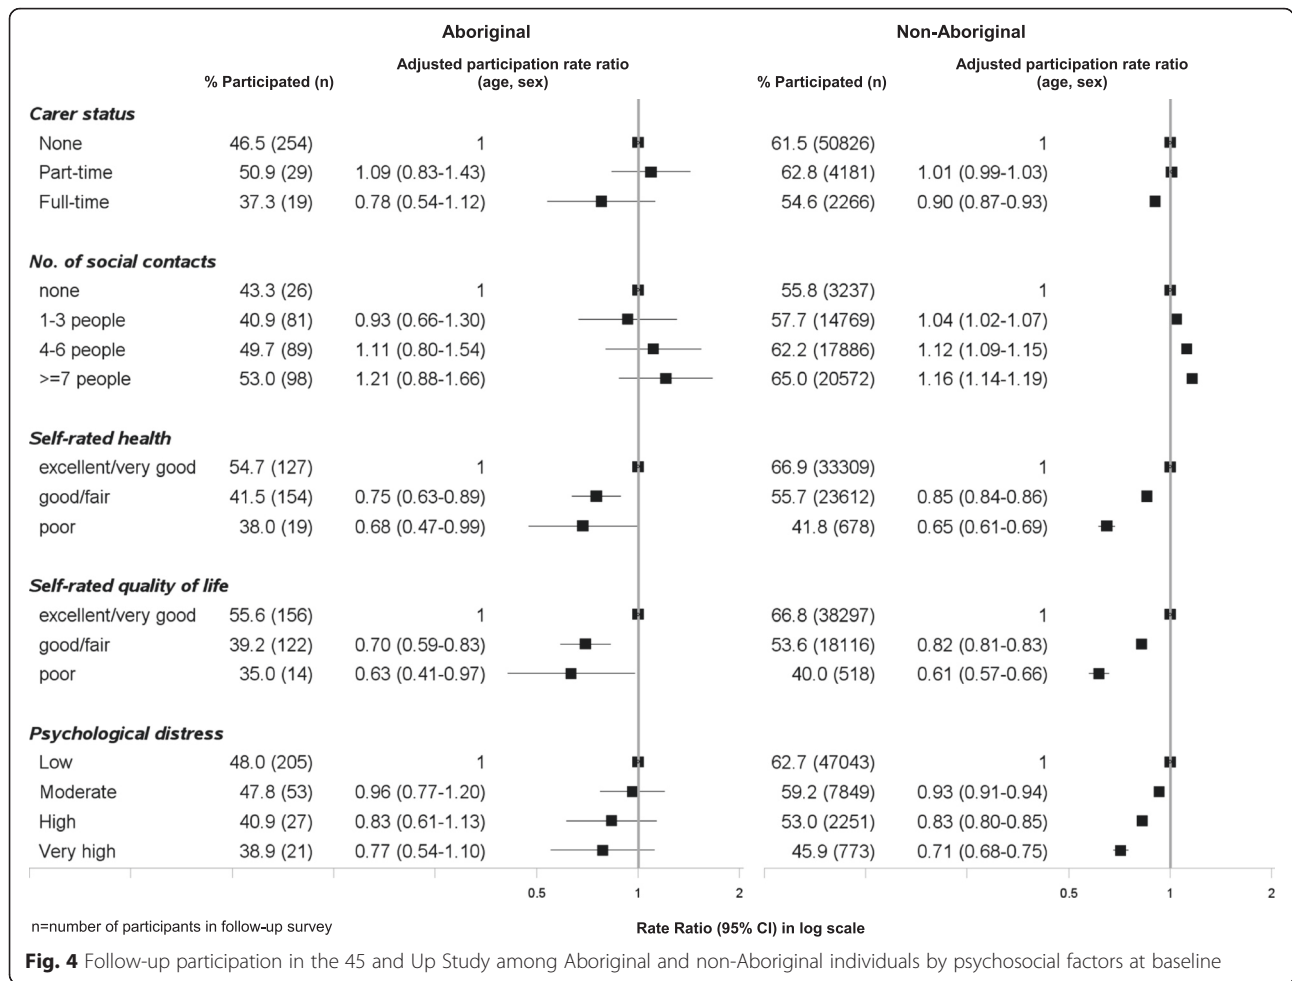 Aboriginal Non-Aboriginal
% Participated (n) Adjusted participation rate ratio (age, sex) % Participated (n) Adjusted participation rate ratio (age, sex)
Carer status
None 46.5 (254) 1 61.5 (50826) 1
Part-time 50.9 (29) 1.09 (0.83-1.43) 62.8 (4181) 1.01 (0.99-1.03)
Full-time 37.3 (19) 0.78 (0.54-1.12) 54.6 (2266) 0.90 (0.87-0.93)
No. of social contacts
none 43.3 (26) 1 55.8 (3237) 1
1-3 people 40.9 (81) 0.93 (0.66-1.30) 57.7 (14769) 1.04 (1.02-1.07)
4-6 people 49.7 (89) 1.11 (0.80-1.54) 62.2 (17886) 1.12 (1.09-1.15)
>=7 people 53.0 (98) 1.21 (0.88-1.66) 65.0 (20572) 1.16 (1.14-1.19)
Self-rated health
excellent/very good 54.7 (127) 1 66.9 (33309) 1
good/fair 41.5 (154) 0.75 (0.63-0.89) 55.7 (23612) 0.85 (0.84-0.86)
poor 38.0 (19) 0.68 (0.47-0.99) 41.8 (678) 0.65 (0.61-0.69)
Self-rated quality of life
excellent/very good 55.6 (156) 1 66.8 (38297) 1
good/fair 39.2 (122) 0.70 (0.59-0.83) 53.6 (18116) 0.82 (0.81-0.83)
poor 35.0 (14) 0.63 (0.41-0.97) 40.0 (518) 0.61 (0.57-0.66)
Psychological distress
Low 48.0 (205) 1 62.7 (47043) 1
Moderate 47.8 (53) 0.96 (0.77-1.20) 59.2 (7849) 0.93 (0.91-0.94)
High 40.9 (27) 0.83 (0.61-1.13) 53.0 (2251) 0.83 (0.80-0.85)
Very high 38.9 (21) 0.77 (0.54-1.10) 45.9 (773) 0.71 (0.68-0.75)
0.5 1 2 0.5 1 2
n=number of participants in follow-up survey Rate Ratio (95% CI) in log scale
Fig. 4 Follow-up participation in the 45 and Up Study among Aboriginal and non-Aboriginal individuals by psychosocial factors at baseline